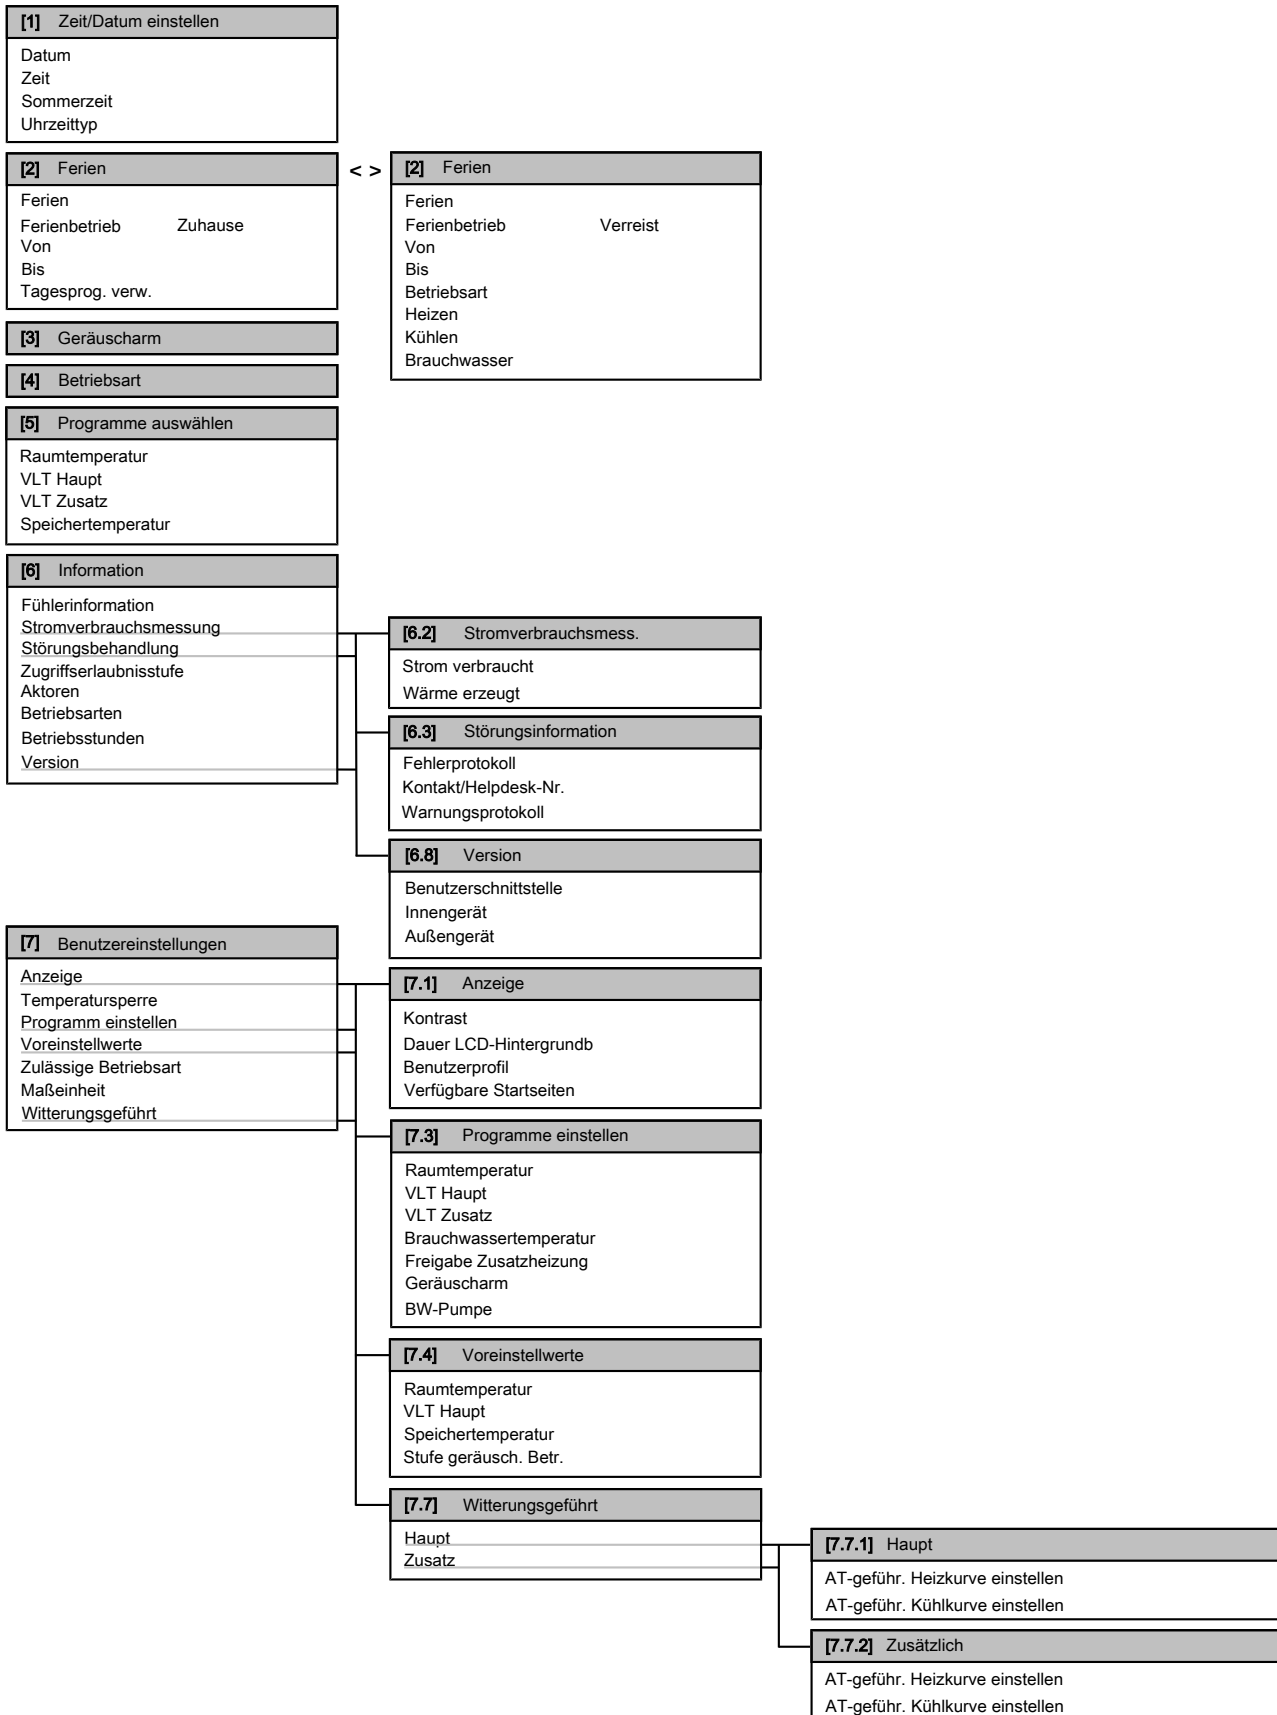 [1] Zeit/Datum einstellen
Datum
Zeit
Sommerzeit
Uhrzeittyp
[2] Ferien
Ferien
Ferienbetrieb Zuhause
Von
Bis
Tagesprog. verw.
< >
[2] Ferien
Ferien
Ferienbetrieb Verreist
Von
Bis
Betriebsart
Heizen
Kühlen
Brauchwasser
[3] Geräuscharm
[4] Betriebsart
[5] Programme auswählen
Raumtemperatur
VLT Haupt
VLT Zusatz
Speichertemperatur
[6] Information
Fühlerinformation
Stromverbrauchsmessung
Störungsbehandlung
Zugriffserlaubnisstufe
Aktoren
Betriebsarten
Betriebsstunden
Version
[6.2] Stromverbrauchsmess.
Strom verbraucht
Wärme erzeugt
[6.3] Störungsinformation
Fehlerprotokoll
Kontakt/Helpdesk-Nr.
Warnungsprotokoll
[6.8] Version
Benutzerschnittstelle
Innengerät
Außengerät
[7] Benutzereinstellungen
Anzeige
Temperatursperre
Programm einstellen
Voreinstellwerte
Zulässige Betriebsart
Maßeinheit
Witterungsgeführt
[7.1] Anzeige
Kontrast
Dauer LCD-Hintergrundb
Benutzerprofil
Verfügbare Startseiten
[7.3] Programme einstellen
Raumtemperatur
VLT Haupt
VLT Zusatz
Brauchwassertemperatur
Freigabe Zusatzheizung
Geräuscharm
BW-Pumpe
[7.4] Voreinstellwerte
Raumtemperatur
VLT Haupt
Speichertemperatur
Stufe geräusch. Betr.
[7.7] Witterungsgeführt
Haupt
Zusatz
[7.7.1] Haupt
AT-geführ. Heizkurve einstellen
AT-geführ. Kühlkurve einstellen
[7.7.2] Zusätzlich
AT-geführ. Heizkurve einstellen
AT-geführ. Kühlkurve einstellen